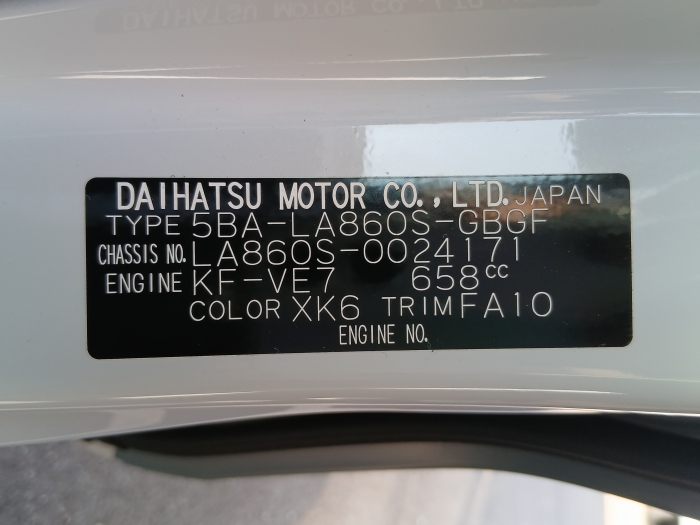 DAIHATSU MOTOR CO., LTD. JAPAN
TYPE 5BA-LA860S-GBGF
CHASSIS NO. LA860S-0024171
ENGINE KF-VE7 658cc
COLOR XK6 TRIM FA10
ENGINE NO.